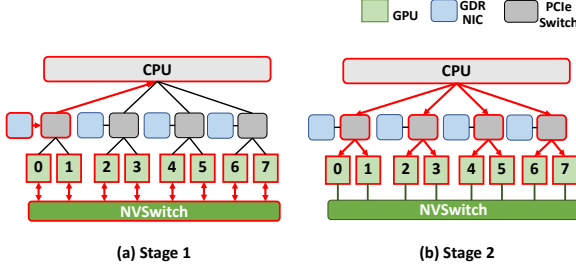 GPU
GDR
NIC
PCIe
Switch
CPU
0 1 2 3 4 5 6 7
NVSwitch
(a) Stage 1
CPU
0 1 2 3 4 5 6 7
NVSwitch
(b) Stage 2